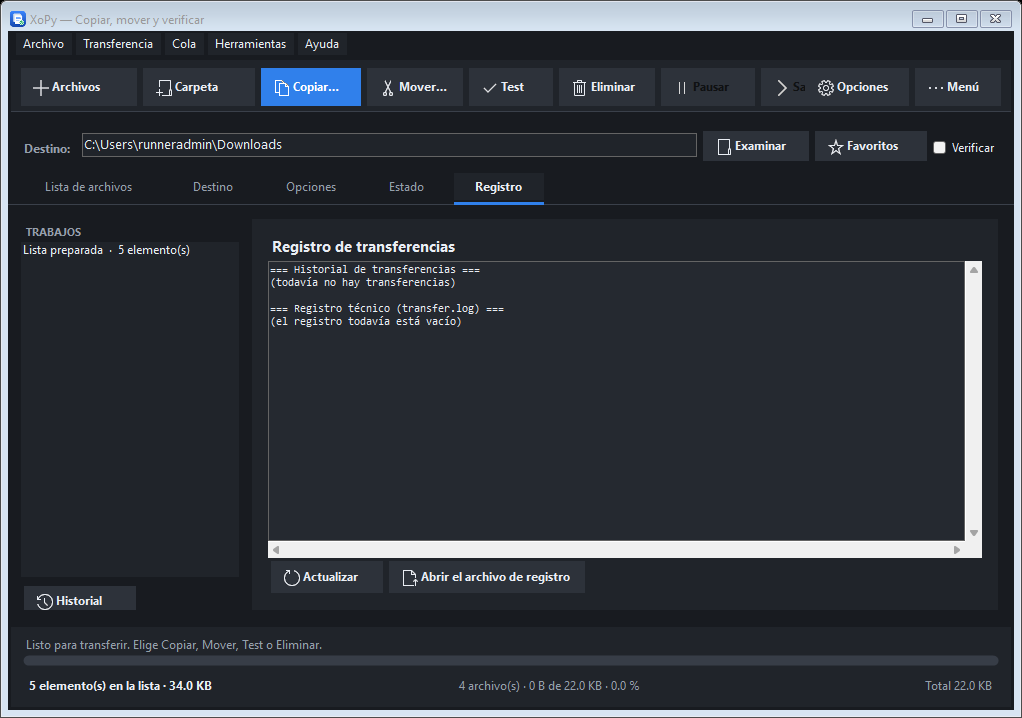 XoPy — Copiar, mover y verificar
Archivo Transferencia Cola Herramientas Ayuda
Archivos Carpeta Copiar... Mover... Test Eliminar Pausar Sa Opciones ... Menú
Destino: C:\Users\runneradmin\Downloads Examinar Favoritos Verificar
Lista de archivos Destino Opciones Estado Registro
TRABAJOS
Lista preparada · 5 elemento(s)
Registro de transferencias
=== Historial de transferencias ===
(todavía no hay transferencias)
=== Registro técnico (transfer.log) ===
(el registro todavía está vacío)
Actualizar Abrir el archivo de registro
Historial
Listo para transferir. Elige Copiar, Mover, Test o Eliminar.
5 elemento(s) en la lista · 34.0 KB 4 archivo(s) · 0 B de 22.0 KB · 0.0 % Total 22.0 KB